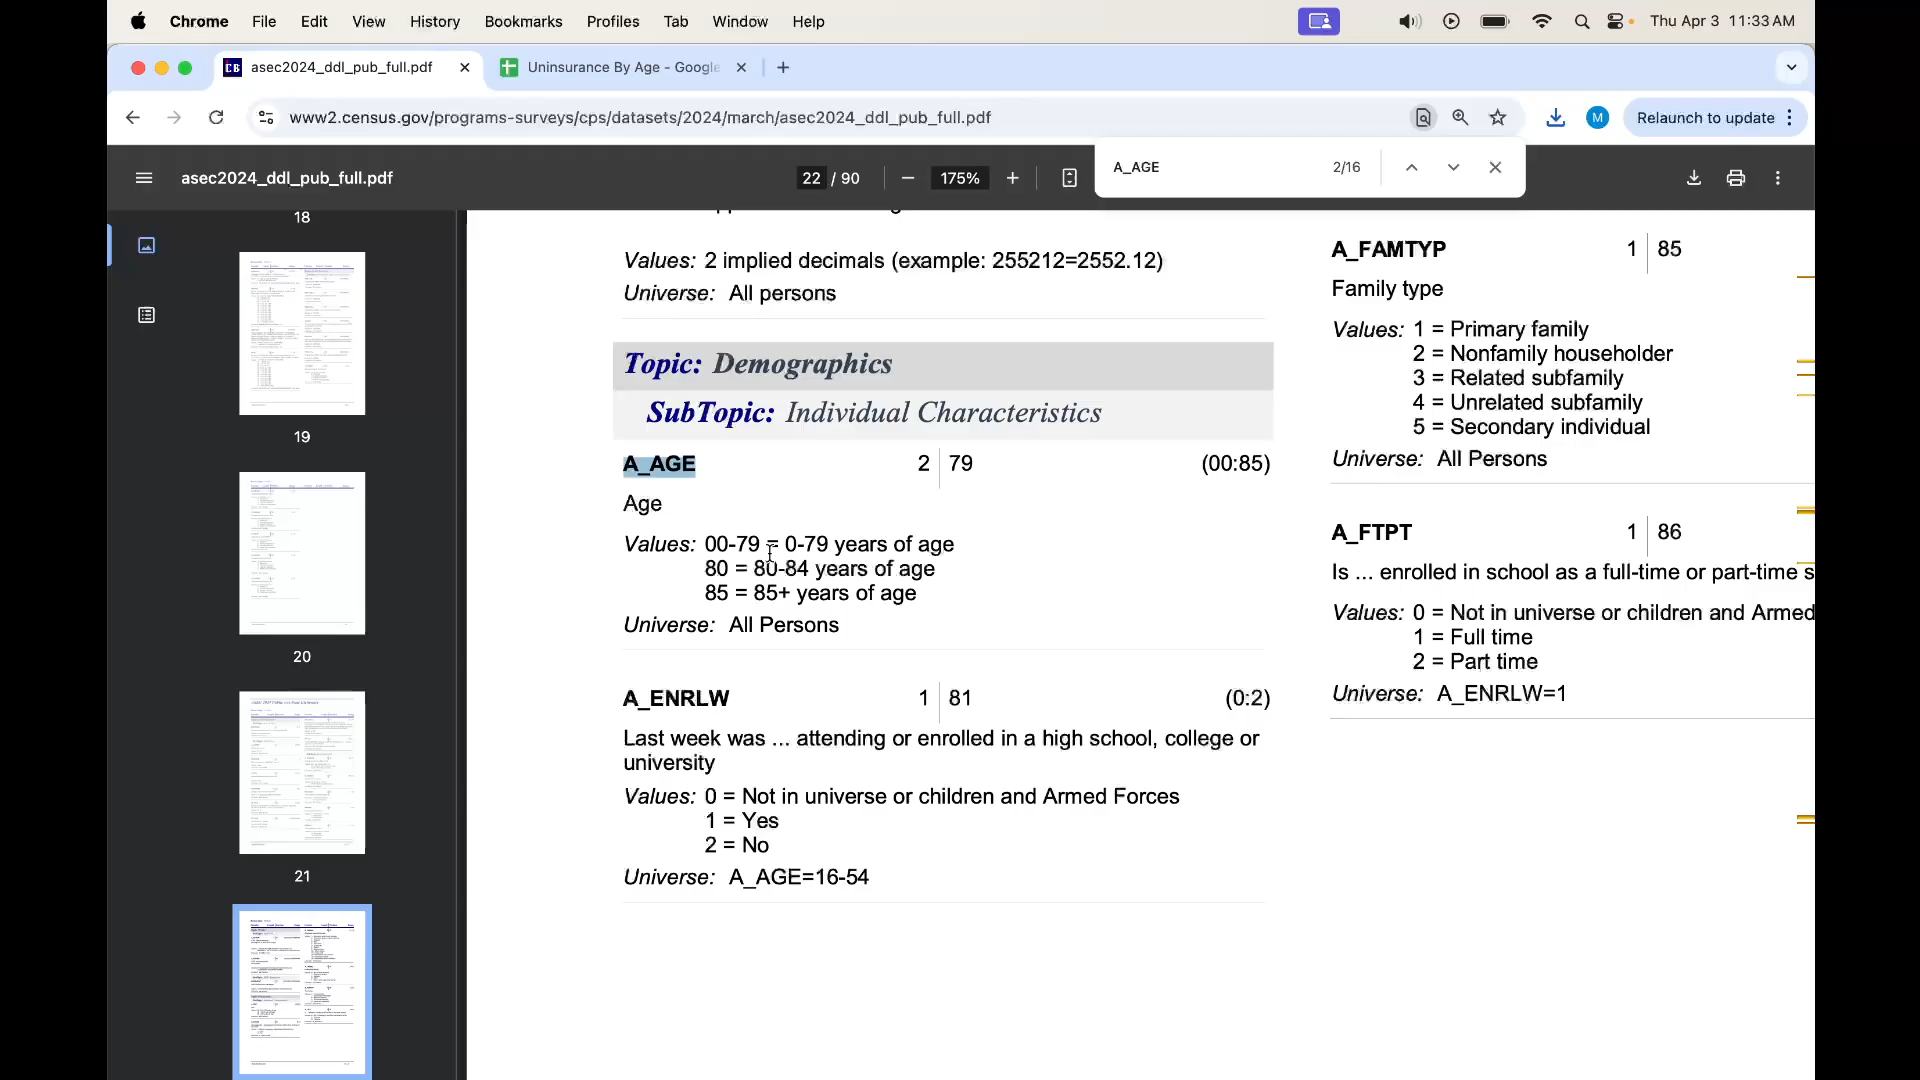 Chrome File Edit View History Bookmarks Profiles Tab Window Help Thu Apr 3 11:33 AM
CB asec2024_ddl_pub_full.pdf Uninsurance By Age - Google
www2.census.gov/programs-surveys/cps/datasets/2024/march/asec2024_ddl_pub_full.pdf M Relaunch to update
A_AGE 2/16
asec2024_ddl_pub_full.pdf 22 / 90 175%
18
19
20
21
Values: 2 implied decimals (example: 255212=2552.12)
Universe: All persons
Topic: Demographics
SubTopic: Individual Characteristics
A_AGE 2 79 (00:85)
Age
Values: 00-79 = 0-79 years of age
80 = 80-84 years of age
85 = 85+ years of age
Universe: All Persons
A_ENRLW 1 81 (0:2)
Last week was ... attending or enrolled in a high school, college or
university
Values: 0 = Not in universe or children and Armed Forces
1 = Yes
2 = No
Universe: A_AGE=16-54
A_FAMTYP 1 85
Family type
Values: 1 = Primary family
2 = Nonfamily householder
3 = Related subfamily
4 = Unrelated subfamily
5 = Secondary individual
Universe: All Persons
A_FTPT 1 86
Is ... enrolled in school as a full-time or part-time s
Values: 0 = Not in universe or children and Armed
1 = Full time
2 = Part time
Universe: A_ENRLW=1